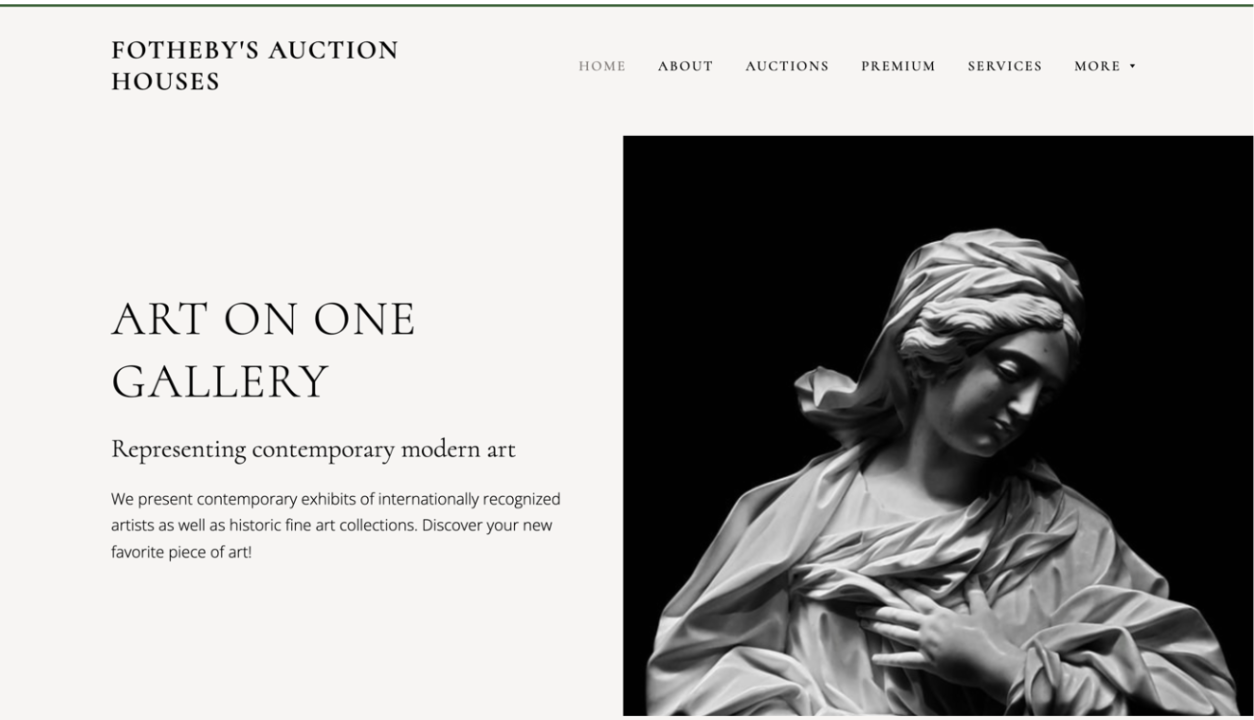 FOTHEBY'S AUCTION
HOUSES
HOME ABOUT AUCTIONS PREMIUM SERVICES MORE ▾
ART ON ONE
GALLERY
Representing contemporary modern art
We present contemporary exhibits of internationally recognized
artists as well as historic fine art collections. Discover your new
favorite piece of art!